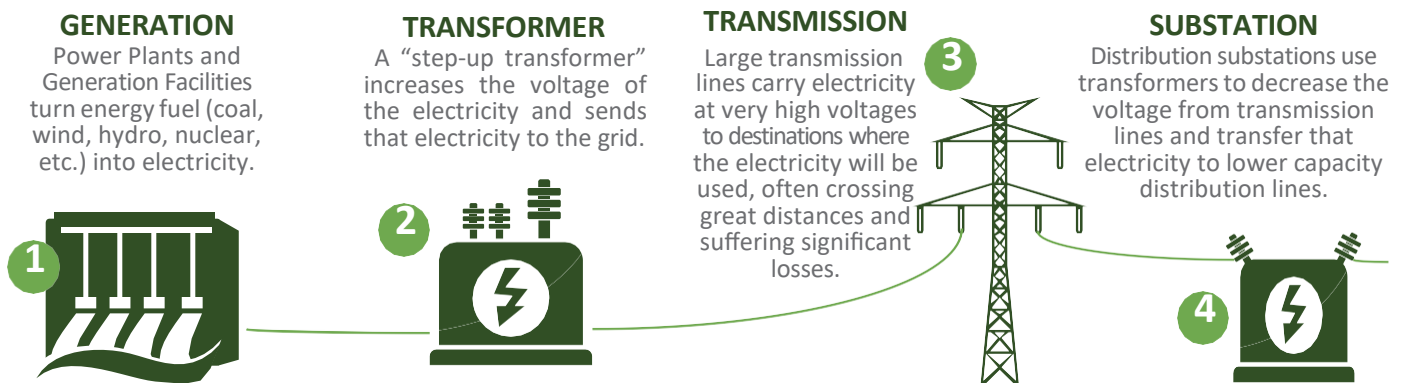 GENERATION
Power Plants and
Generation Facilities
turn energy fuel (coal,
wind, hydro, nuclear,
etc.) into electricity.
1
TRANSFORMER
A “step-up transformer”
increases the voltage of
the electricity and sends
that electricity to the grid.
2
TRANSMISSION
Large transmission
lines carry electricity
at very high voltages
to destinations where
the electricity will be
used, often crossing
great distances and
suffering significant
losses.
3
SUBSTATION
Distribution substations use
transformers to decrease the
voltage from transmission
lines and transfer that
electricity to lower capacity
distribution lines.
4